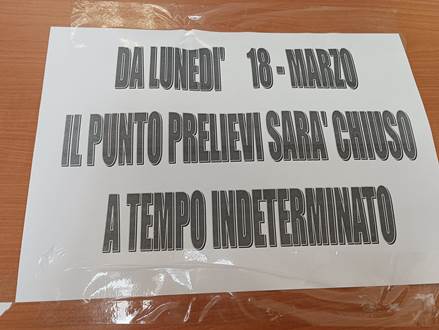 DA LUNEDI' 18 - MARZO
IL PUNTO PRELIEVI SARA' CHIUSO
A TEMPO INDETERMINATO